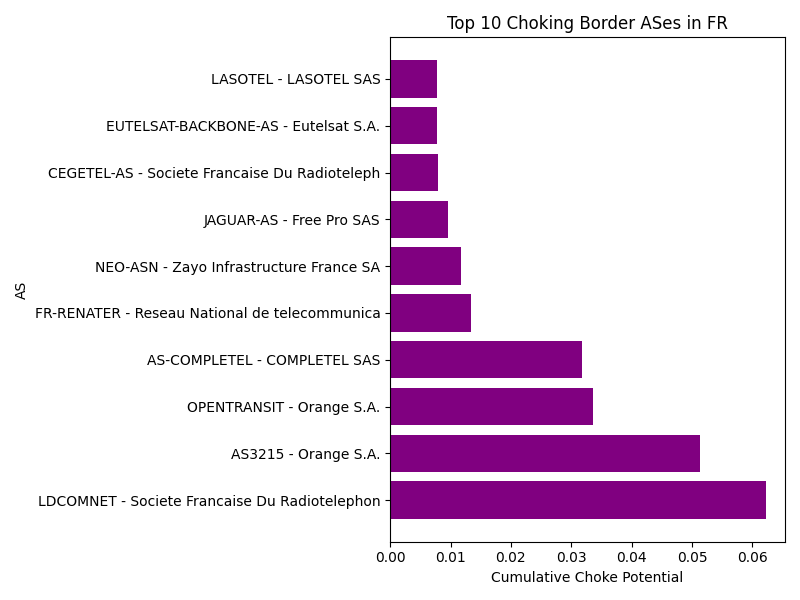 Top 10 Choking Border ASes in FR
LASOTEL - LASOTEL SAS
EUTELSAT-BACKBONE-AS - Eutelsat S.A.
CEGETEL-AS - Societe Francaise Du Radioteleph
JAGUAR-AS - Free Pro SAS
NEO-ASN - Zayo Infrastructure France SA
FR-RENATER - Reseau National de telecommunica
AS-COMPLETEL - COMPLETEL SAS
OPENTRANSIT - Orange S.A.
AS3215 - Orange S.A.
LDCOMNET - Societe Francaise Du Radiotelephon
AS
0.00 0.01 0.02 0.03 0.04 0.05 0.06
Cumulative Choke Potential